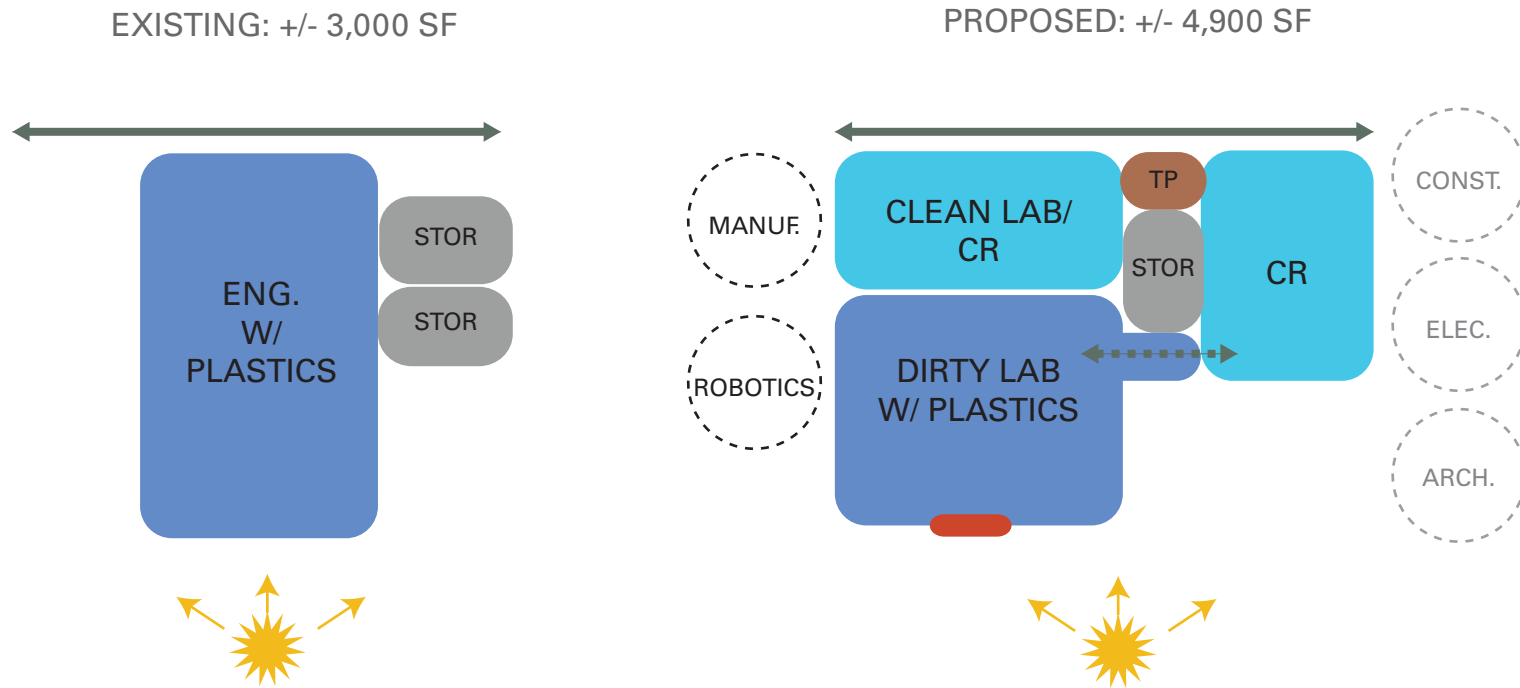 EXISTING: +/- 3,000 SF
ENG.
W/
PLASTICS
STOR
STOR
PROPOSED: +/- 4,900 SF
MANUF.
ROBOTICS
CLEAN LAB/
CR
TP
STOR
CR
DIRTY LAB
W/ PLASTICS
CONST.
ELEC.
ARCH.